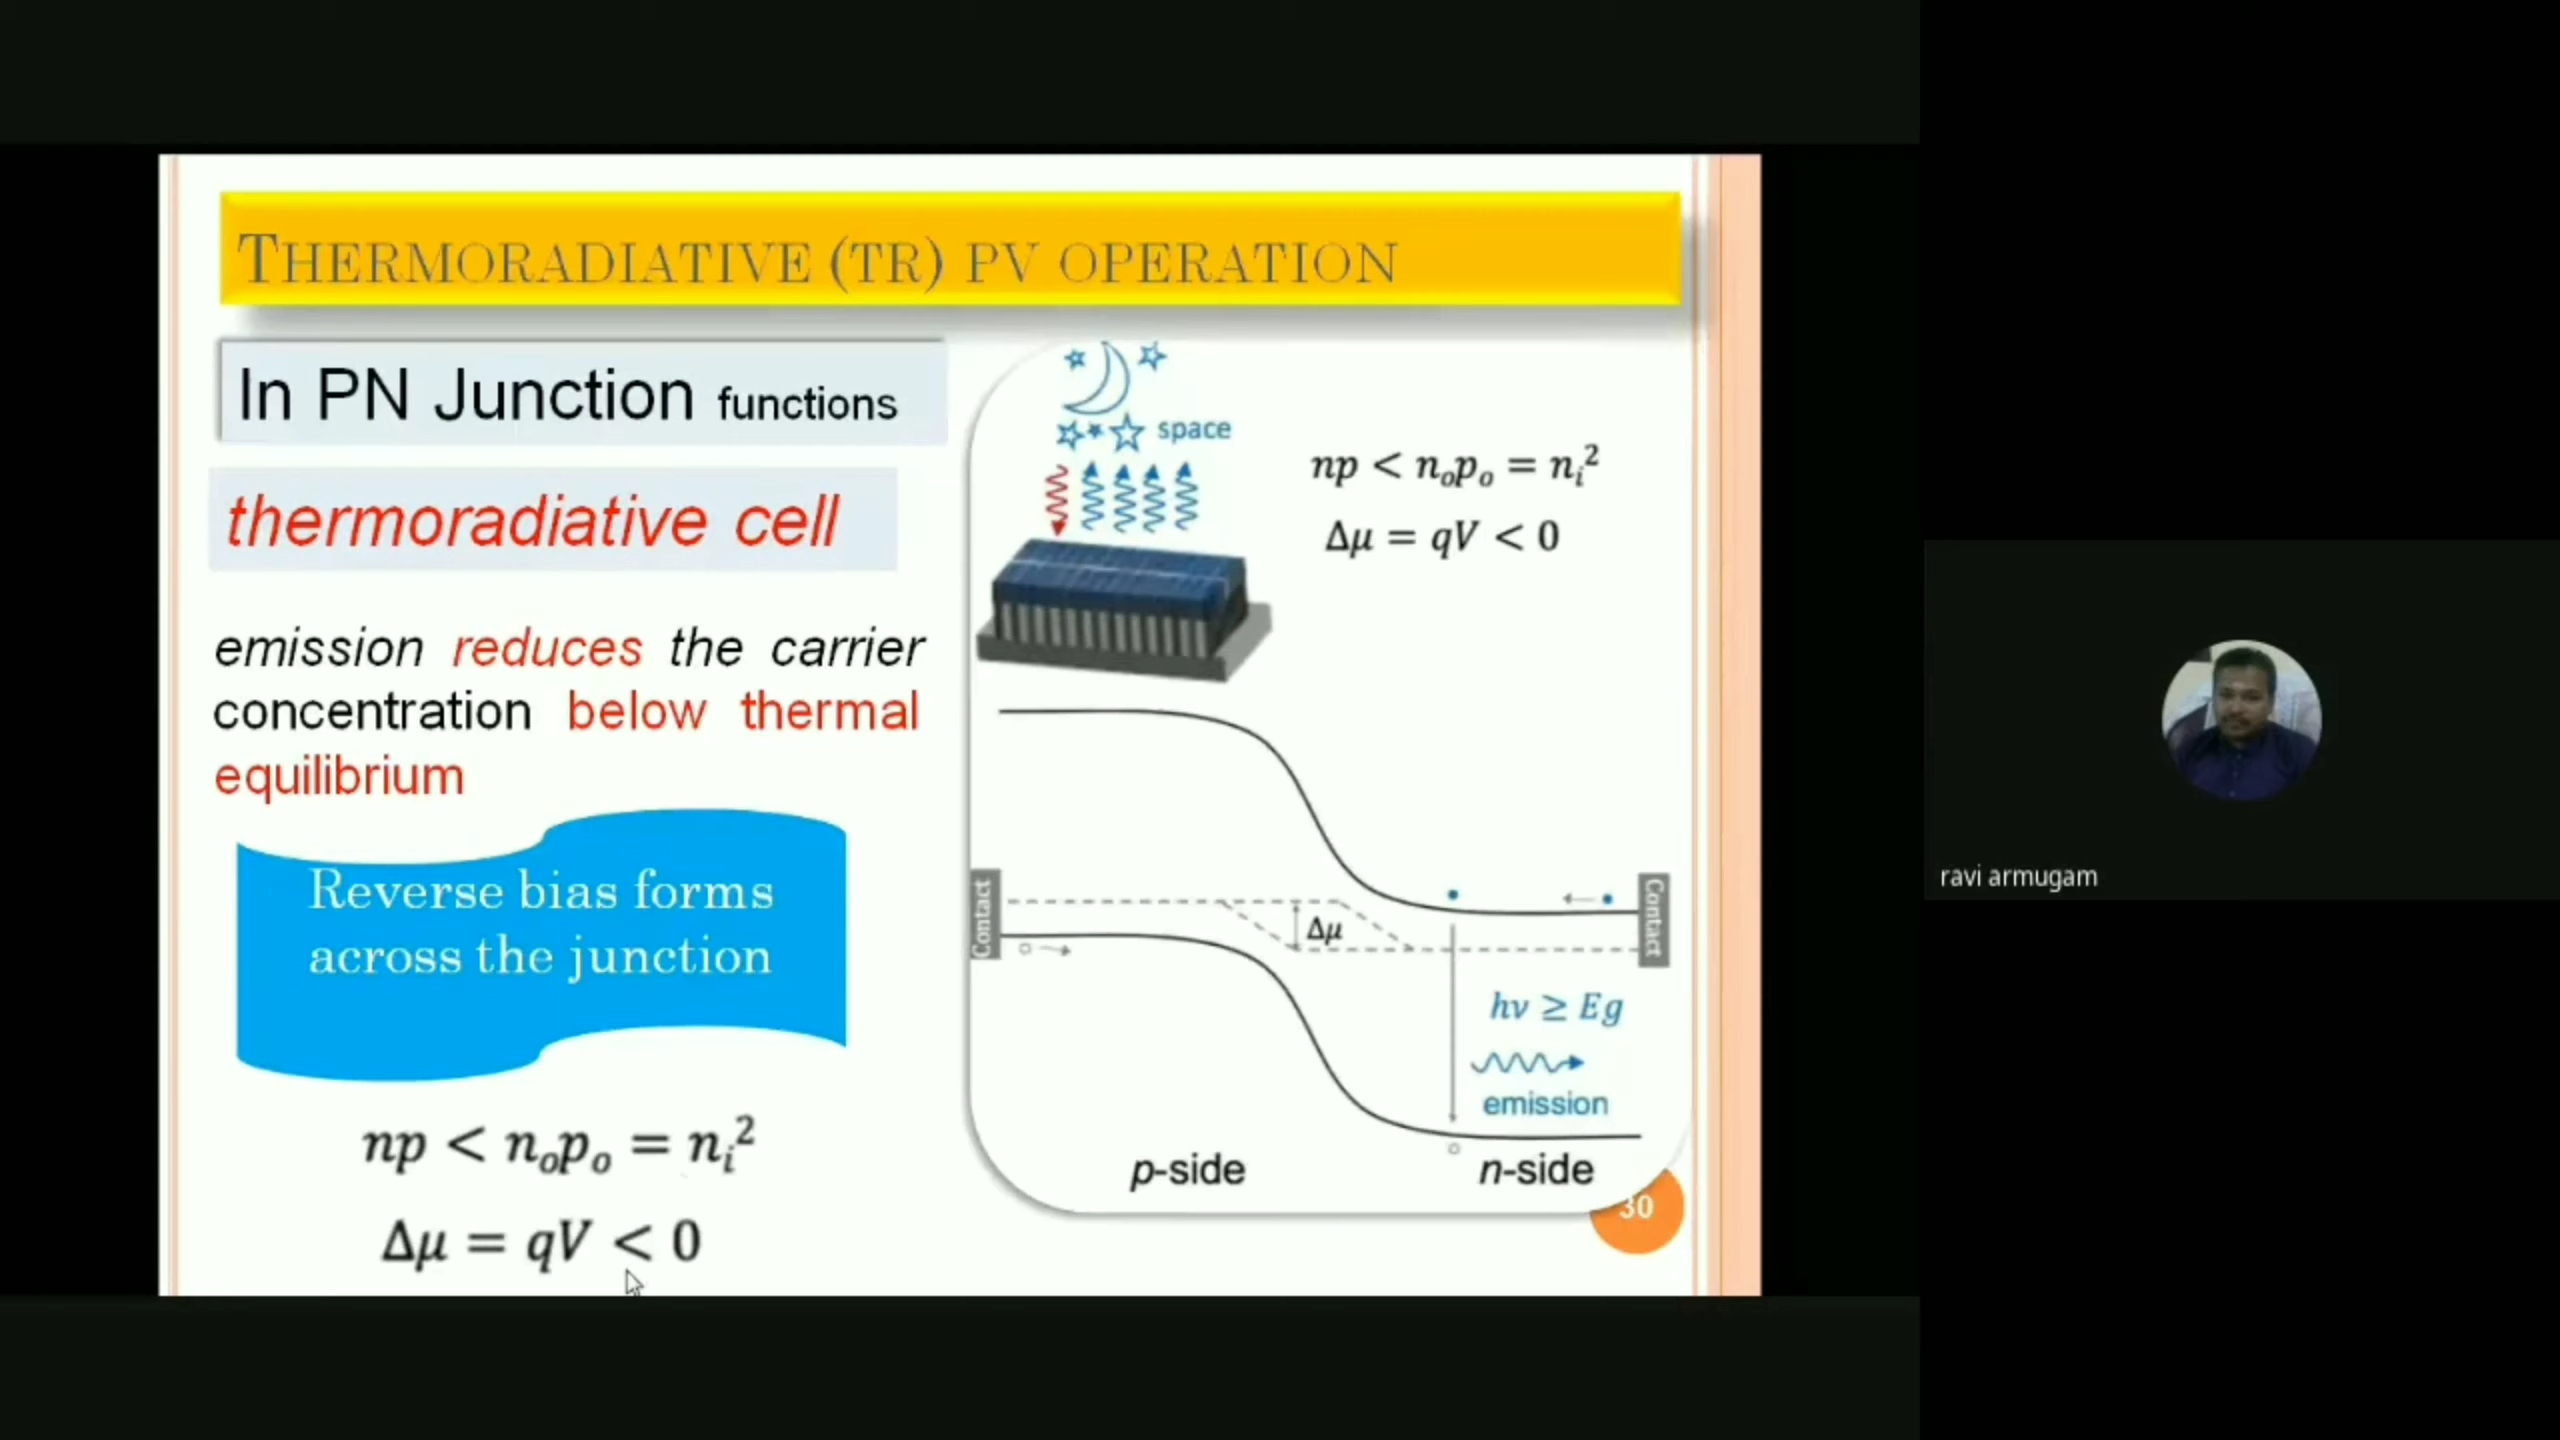 THERMORADIATIVE (TR) PV OPERATION
In PN Junction functions
thermoradiative cell
emission reduces the carrier
concentration below thermal
equilibrium
Reverse bias forms
across the junction
np < nₒpₒ = nᵢ²
Δμ = qV < 0
space
np < nₒpₒ = nᵢ²
Δμ = qV < 0
Contact
Δμ
Contact
hν ≥ Eg
emission
p-side
n-side
30
ravi armugam